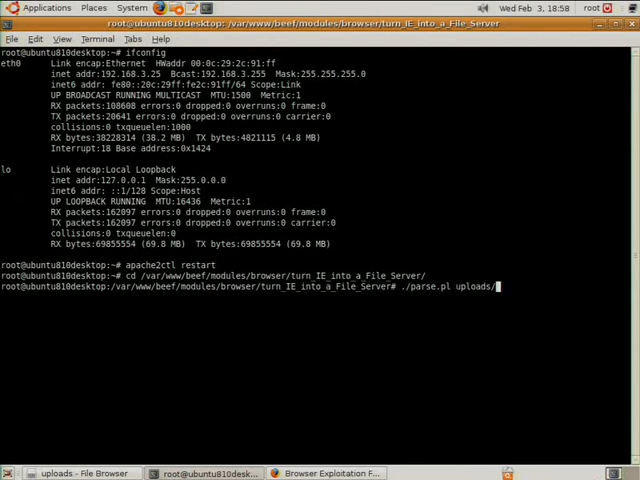 Applications Places System
Wed Feb 3, 18:58 root
root@ubuntu810desktop: /var/www/beef/modules/browser/turn_IE_into_a_File_Server
File Edit View Terminal Tabs Help
root@ubuntu810desktop:~# ifconfig
eth0 Link encap:Ethernet HWaddr 00:0c:29:2c:91:ff
inet addr:192.168.3.25 Bcast:192.168.3.255 Mask:255.255.255.0
inet6 addr: fe80::20c:29ff:fe2c:91ff/64 Scope:Link
UP BROADCAST RUNNING MULTICAST MTU:1500 Metric:1
RX packets:108608 errors:0 dropped:0 overruns:0 frame:0
TX packets:20641 errors:0 dropped:0 overruns:0 carrier:0
collisions:0 txqueuelen:1000
RX bytes:38228314 (38.2 MB) TX bytes:4821115 (4.8 MB)
Interrupt:18 Base address:0x1424
lo Link encap:Local Loopback
inet addr:127.0.0.1 Mask:255.0.0.0
inet6 addr: ::1/128 Scope:Host
UP LOOPBACK RUNNING MTU:16436 Metric:1
RX packets:162097 errors:0 dropped:0 overruns:0 frame:0
TX packets:162097 errors:0 dropped:0 overruns:0 carrier:0
collisions:0 txqueuelen:0
RX bytes:69855554 (69.8 MB) TX bytes:69855554 (69.8 MB)
root@ubuntu810desktop:~# apache2ctl restart
root@ubuntu810desktop:~# cd /var/www/beef/modules/browser/turn_IE_into_a_File_Server/
root@ubuntu810desktop:/var/www/beef/modules/browser/turn_IE_into_a_File_Server# ./parse.pl uploads/
uploads - File Browser
root@ubuntu810desk...
Browser Exploitation F...